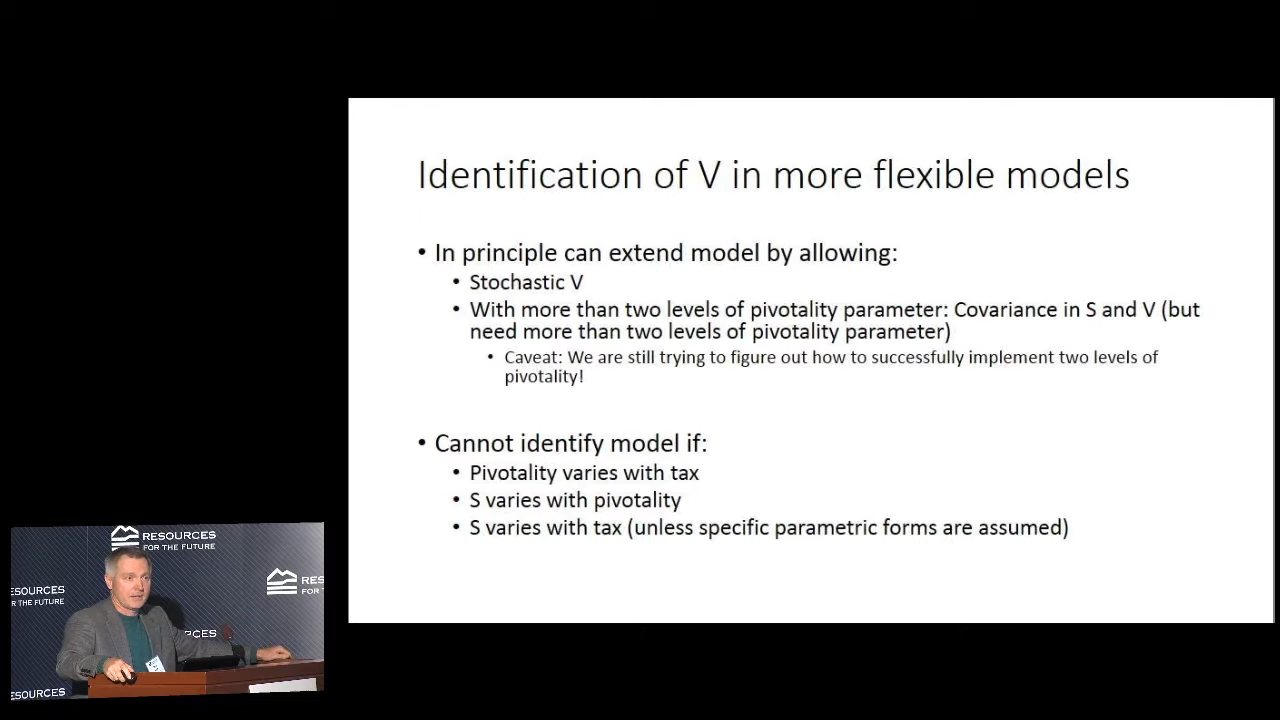 Identification of V in more flexible models
• In principle can extend model by allowing:
• Stochastic V
• With more than two levels of pivotality parameter: Covariance in S and V (but
need more than two levels of pivotality parameter)
• Caveat: We are still trying to figure out how to successfully implement two levels of
pivotality!
• Cannot identify model if:
• Pivotality varies with tax
• S varies with pivotality
• S varies with tax (unless specific parametric forms are assumed)
RESOURCES
FOR THE FUTURE
RES
FO
ESOURCES
R THE FUTURE
RCES
ESOURCES